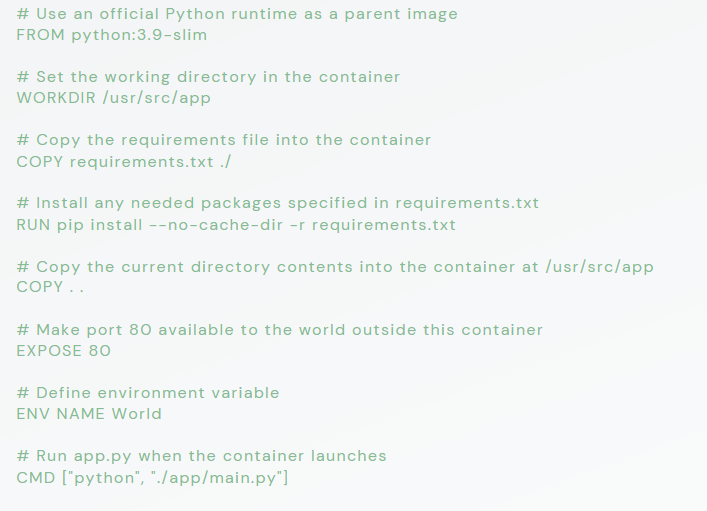 # Use an official Python runtime as a parent image
FROM python:3.9-slim
# Set the working directory in the container
WORKDIR /usr/src/app
# Copy the requirements file into the container
COPY requirements.txt ./
# Install any needed packages specified in requirements.txt
RUN pip install --no-cache-dir -r requirements.txt
# Copy the current directory contents into the container at /usr/src/app
COPY . .
# Make port 80 available to the world outside this container
EXPOSE 80
# Define environment variable
ENV NAME World
# Run app.py when the container launches
CMD ["python", "./app/main.py"]